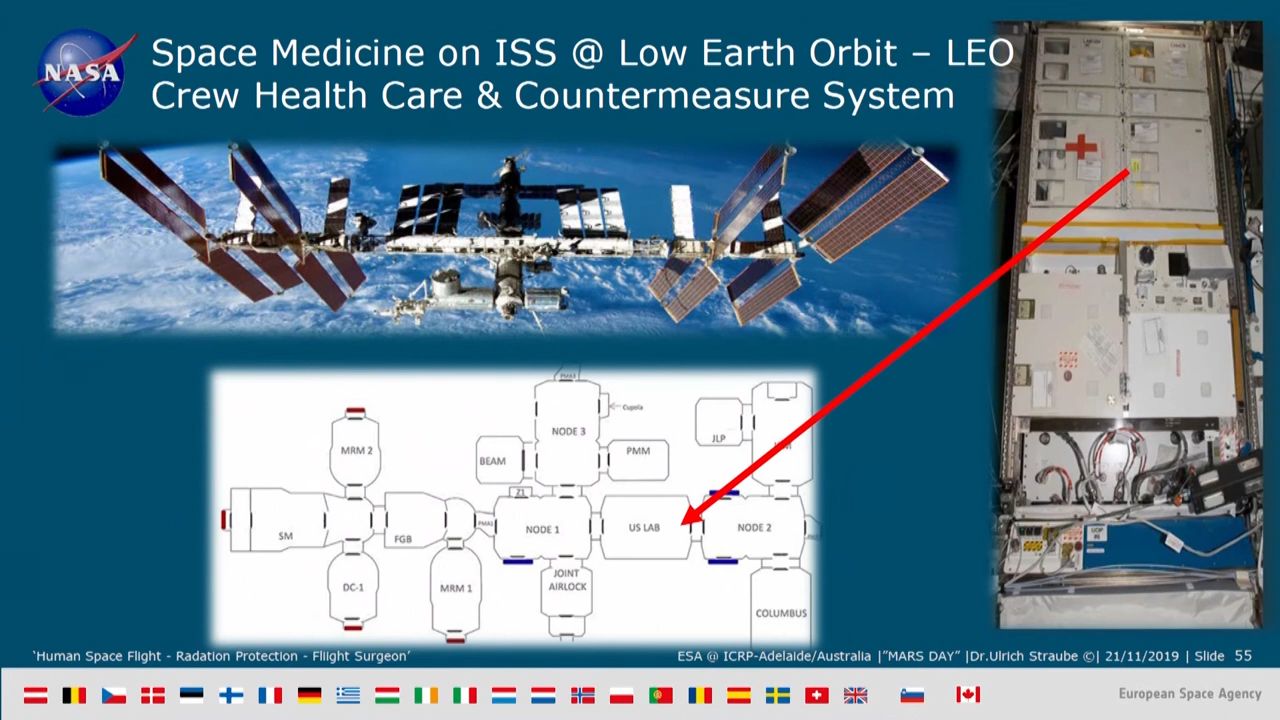 NASA
Space Medicine on ISS @ Low Earth Orbit – LEO
Crew Health Care & Countermeasure System
PMA3
Cupola
NODE 3
MRM 2
BEAM
PMM
JLP
Z1
SM
FGB
PMA1
NODE 1
US LAB
NODE 2
DC-1
MRM 1
JOINT
AIRLOCK
COLUMBUS
‘Human Space Flight - Radiation Protection - Fliight Surgeon’
ESA @ ICRP-Adelaide/Australia |”MARS DAY” |Dr.Ulrich Straube ©| 21/11/2019 | Slide 55
European Space Agency